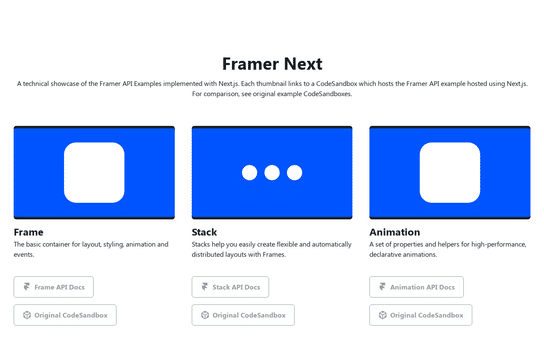 Framer Next
A technical showcase of the Framer API Examples implemented with Next.js. Each thumbnail links to a CodeSandbox which hosts the Framer API example hosted using Next.js.
For comparison, see original example CodeSandboxes.
Frame
The basic container for layout, styling, animation and
events.
Frame API Docs
Original CodeSandbox
Stack
Stacks help you easily create flexible and automatically
distributed layouts with Frames.
Stack API Docs
Original CodeSandbox
Animation
A set of properties and helpers for high-performance,
declarative animations.
Animation API Docs
Original CodeSandbox